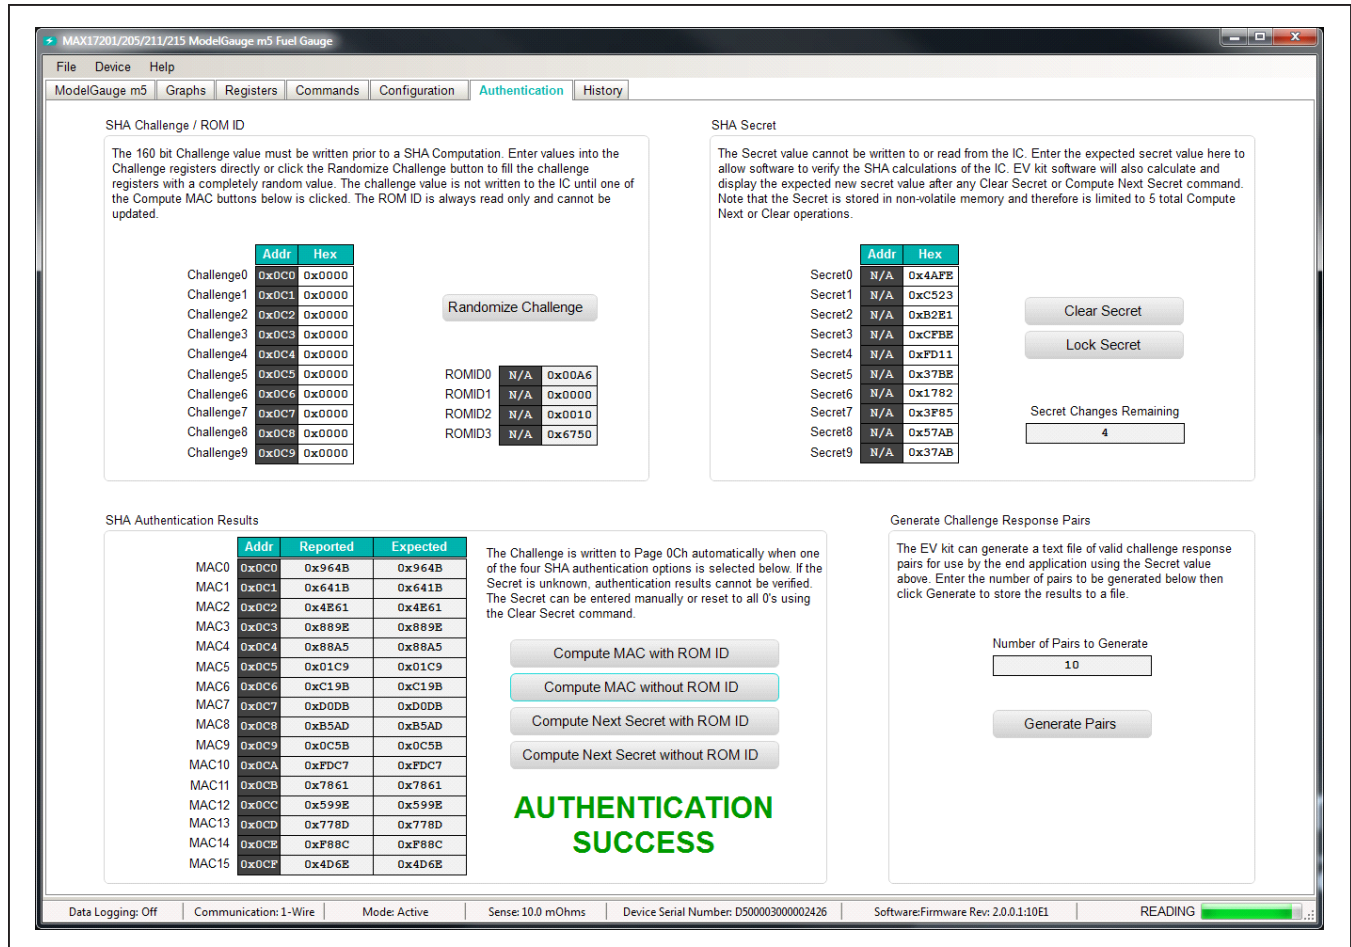 MAX17201/205/211/215 ModelGauge m5 Fuel Gauge
File Device Help
ModelGauge m5 Graphs Registers Commands Configuration Authentication History
SHA Challenge / ROM ID
The 160 bit Challenge value must be written prior to a SHA Computation. Enter values into the
Challenge registers directly or click the Randomize Challenge button to fill the challenge
registers with a completely random value. The challenge value is not written to the IC until one of
the Compute MAC buttons below is clicked. The ROM ID is always read only and cannot be
updated.
Addr Hex
Challenge0 0x0C0 0x0000
Challenge1 0x0C1 0x0000
Challenge2 0x0C2 0x0000
Challenge3 0x0C3 0x0000
Challenge4 0x0C4 0x0000
Challenge5 0x0C5 0x0000
Challenge6 0x0C6 0x0000
Challenge7 0x0C7 0x0000
Challenge8 0x0C8 0x0000
Challenge9 0x0C9 0x0000
Randomize Challenge
ROMID0 N/A 0x00A6
ROMID1 N/A 0x0000
ROMID2 N/A 0x0010
ROMID3 N/A 0x6750
SHA Secret
The Secret value cannot be written to or read from the IC. Enter the expected secret value here to
allow software to verify the SHA calculations of the IC. EV kit software will also calculate and
display the expected new secret value after any Clear Secret or Compute Next Secret command.
Note that the Secret is stored in non-volatile memory and therefore is limited to 5 total Compute
Next or Clear operations.
Addr Hex
Secret0 N/A 0x4AFE
Secret1 N/A 0xC523
Secret2 N/A 0xB2E1
Secret3 N/A 0xCFBE
Secret4 N/A 0xFD11
Secret5 N/A 0x37BE
Secret6 N/A 0x1782
Secret7 N/A 0x3F85
Secret8 N/A 0x57AB
Secret9 N/A 0x37AB
Clear Secret
Lock Secret
Secret Changes Remaining
4
SHA Authentication Results
Addr Reported Expected
MAC0 0x0C0 0x964B 0x964B
MAC1 0x0C1 0x641B 0x641B
MAC2 0x0C2 0x4E61 0x4E61
MAC3 0x0C3 0x889E 0x889E
MAC4 0x0C4 0x88A5 0x88A5
MAC5 0x0C5 0x01C9 0x01C9
MAC6 0x0C6 0xC19B 0xC19B
MAC7 0x0C7 0xD0DB 0xD0DB
MAC8 0x0C8 0xB5AD 0xB5AD
MAC9 0x0C9 0x0C5B 0x0C5B
MAC10 0x0CA 0xFDC7 0xFDC7
MAC11 0x0CB 0x7861 0x7861
MAC12 0x0CC 0x599E 0x599E
MAC13 0x0CD 0x778D 0x778D
MAC14 0x0CE 0xF88C 0xF88C
MAC15 0x0CF 0x4D6E 0x4D6E
The Challenge is written to Page 0Ch automatically when one
of the four SHA authentication options is selected below. If the
Secret is unknown, authentication results cannot be verified.
The Secret can be entered manually or reset to all 0's using
the Clear Secret command.
Compute MAC with ROM ID
Compute MAC without ROM ID
Compute Next Secret with ROM ID
Compute Next Secret without ROM ID
AUTHENTICATION
SUCCESS
Generate Challenge Response Pairs
The EV kit can generate a text file of valid challenge response
pairs for use by the end application using the Secret value
above. Enter the number of pairs to be generated below then
click Generate to store the results to a file.
Number of Pairs to Generate
10
Generate Pairs
Data Logging: Off Communication: 1-Wire Mode: Active Sense: 10.0 mOhms Device Serial Number: D500003000002426 Software:Firmware Rev: 2.0.0.1:10E1 READING